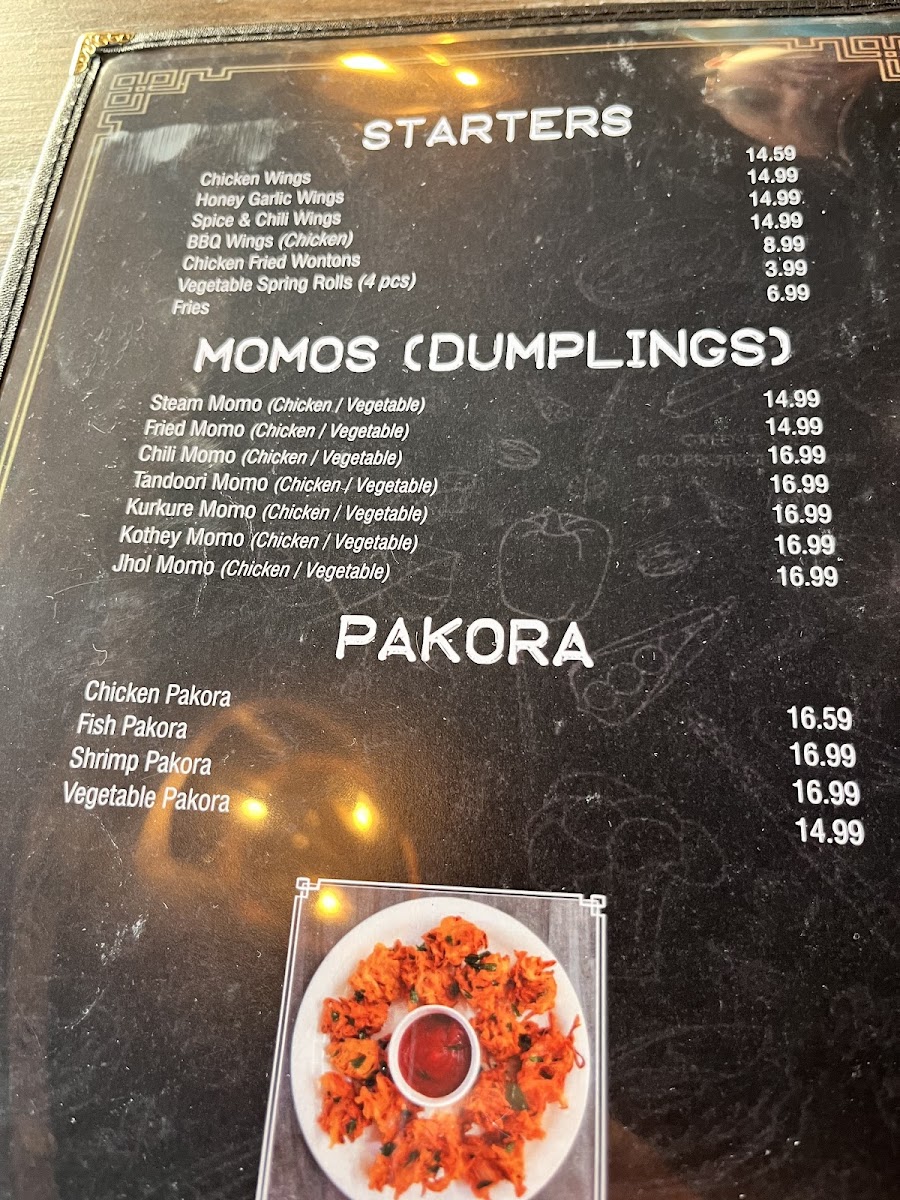 STARTERS
Chicken Wings 14.59
Honey Garlic Wings 14.99
Spice & Chili Wings 14.99
BBQ Wings (Chicken) 14.99
Chicken Fried Wontons 8.99
Vegetable Spring Rolls (4 pcs) 3.99
Fries 6.99
MOMOS (DUMPLINGS)
Steam Momo (Chicken / Vegetable) 14.99
Fried Momo (Chicken / Vegetable) 14.99
Chili Momo (Chicken / Vegetable) 16.99
Tandoori Momo (Chicken / Vegetable) 16.99
Kurkure Momo (Chicken / Vegetable) 16.99
Kothey Momo (Chicken / Vegetable) 16.99
Jhol Momo (Chicken / Vegetable) 16.99
PAKORA
Chicken Pakora 16.59
Fish Pakora 16.99
Shrimp Pakora 16.99
Vegetable Pakora 14.99